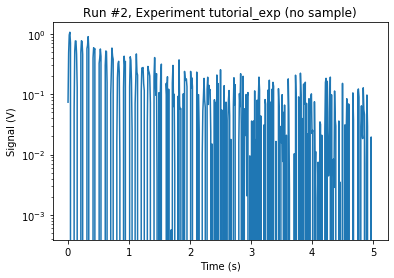 Run #2, Experiment tutorial_exp (no sample)
Signal (V)
10⁰
10⁻¹
10⁻²
10⁻³
0 1 2 3 4 5
Time (s)